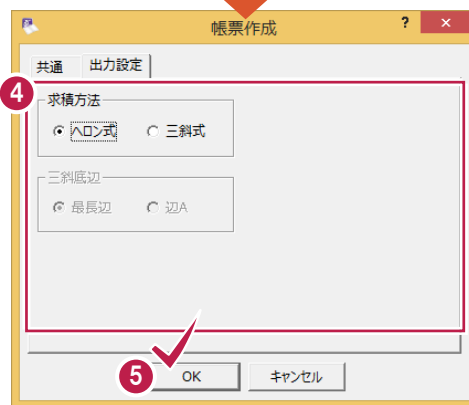 帳票作成
?
×
共通
出力設定
4
求積方法
ヘロン式
三斜式
三斜底辺
最長辺
辺A
5
OK
キャンセル